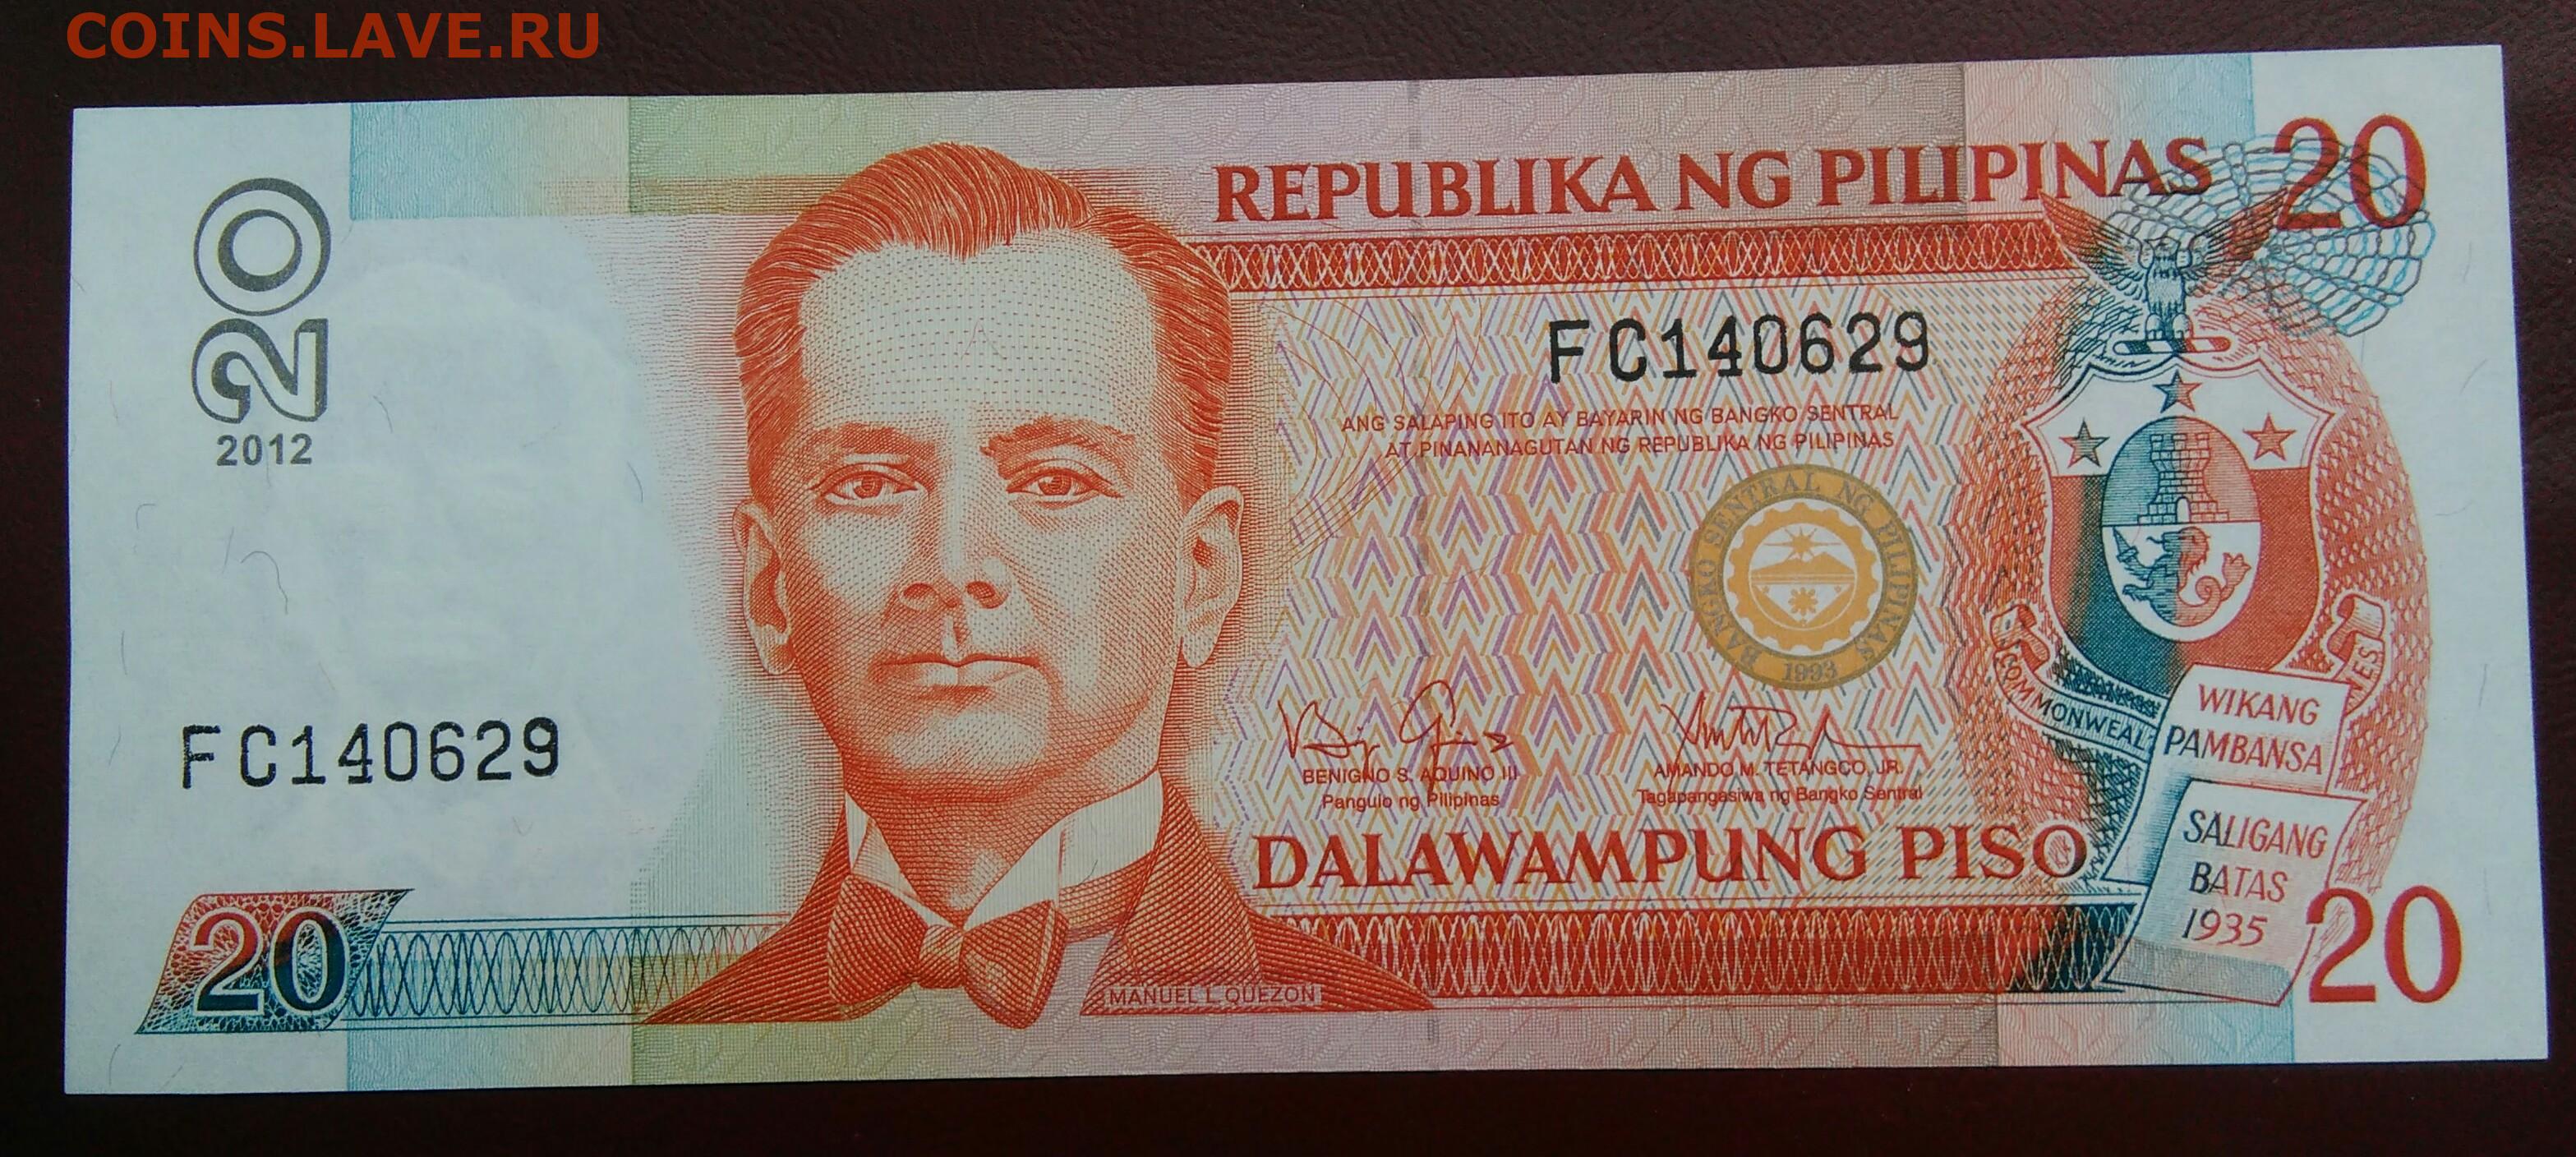 COINS.LAVE.RU
20
2012
REPUBLIKA NG PILIPINAS
20
FC140629
ANG SALAPING ITO AY BAYARIN NG BANGKO SENTRAL
AT PINANANAGUTAN NG REPUBLIKA NG PILIPINAS
BANGKO SENTRAL NG PILIPINAS
1993
FC140629
BENIGNO S. AQUINO III
Pangulo ng Pilipinas
AMANDO M. TETANGCO, JR.
Tagapangasiwa ng Bangko Sentral
DALAWAMPUNG PISO
COMMONWEAL
ES
WIKANG
PAMBANSA
SALIGANG
BATAS
1935
20
MANUEL L. QUEZON
20